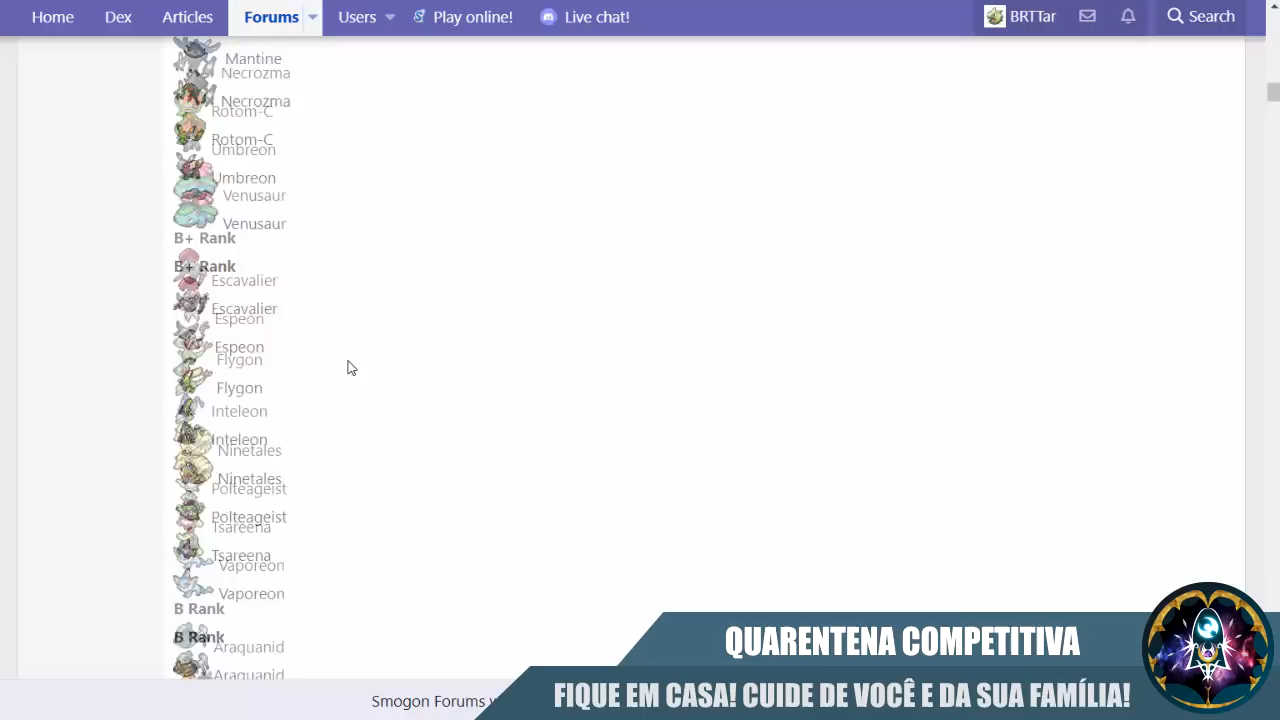 Home Dex Articles Forums Users Play online! Live chat! BRTTar Search
Mantine
Necrozma
Necrozma
Rotom-C
Rotom-C
Umbreon
Umbreon
Venusaur
Venusaur
B+ Rank
B+ Rank
Escavalier
Escavalier
Espeon
Espeon
Flygon
Flygon
Inteleon
Inteleon
Ninetales
Ninetales
Polteageist
Polteageist
Tsareena
Tsareena
Vaporeon
Vaporeon
B Rank
B Rank
Araquanid
Araquanid
QUARENTENA COMPETITIVA
FIQUE EM CASA! CUIDE DE VOCÊ E DA SUA FAMÍLIA!
Smogon Forums